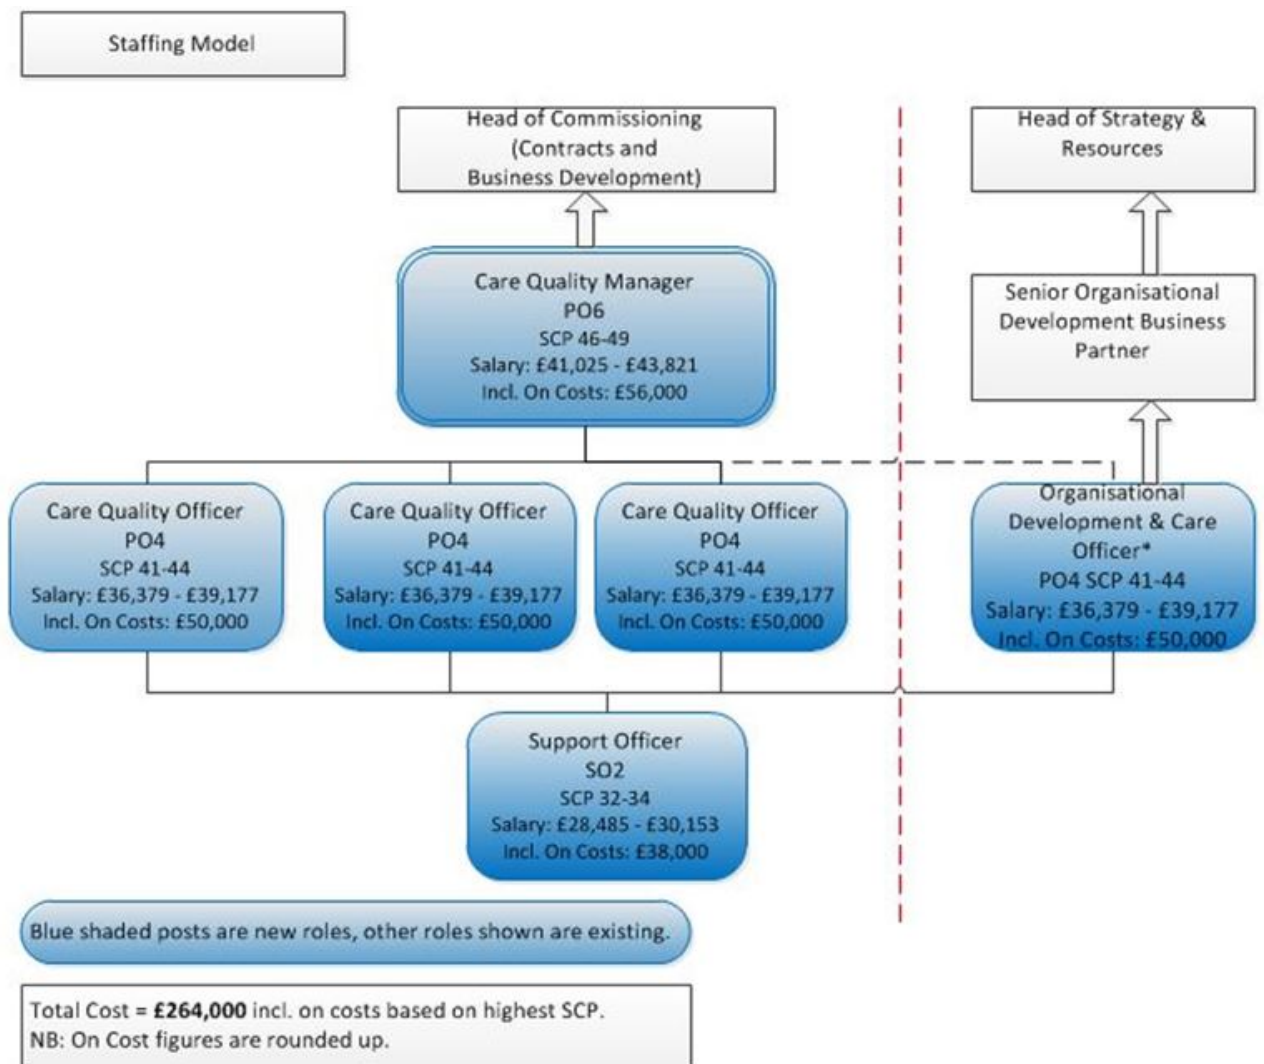 Staffing Model
Head of Commissioning
(Contracts and
Business Development)
Head of Strategy &
Resources
Care Quality Manager
PO6
SCP 46-49
Salary: £41,025 - £43,821
Incl. On Costs: £56,000
Senior Organisational
Development Business
Partner
Care Quality Officer
PO4
SCP 41-44
Salary: £36,379 - £39,177
Incl. On Costs: £50,000
Care Quality Officer
PO4
SCP 41-44
Salary: £36,379 - £39,177
Incl. On Costs: £50,000
Care Quality Officer
PO4
SCP 41-44
Salary: £36,379 - £39,177
Incl. On Costs: £50,000
Organisational
Development & Care
Officer*
PO4 SCP 41-44
Salary: £36,379 - £39,177
Incl. On Costs: £50,000
Support Officer
SO2
SCP 32-34
Salary: £28,485 - £30,153
Incl. On Costs: £38,000
Blue shaded posts are new roles, other roles shown are existing.
Total Cost = £264,000 incl. on costs based on highest SCP.
NB: On Cost figures are rounded up.